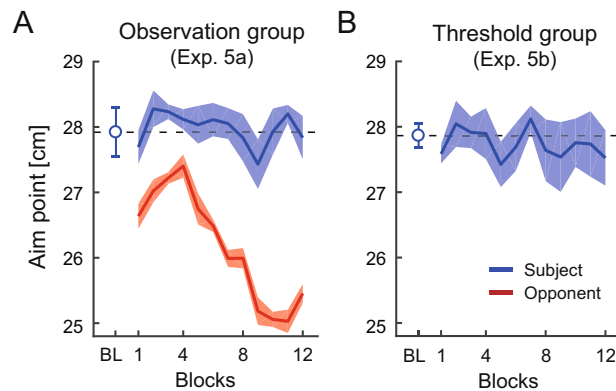 A
Observation group
(Exp. 5a)
Aim point [cm]
29
28
27
26
25
BL 1 4 8 12
Blocks
B
Threshold group
(Exp. 5b)
29
28
27
26
25
Subject
Opponent
BL 1 4 8 12
Blocks